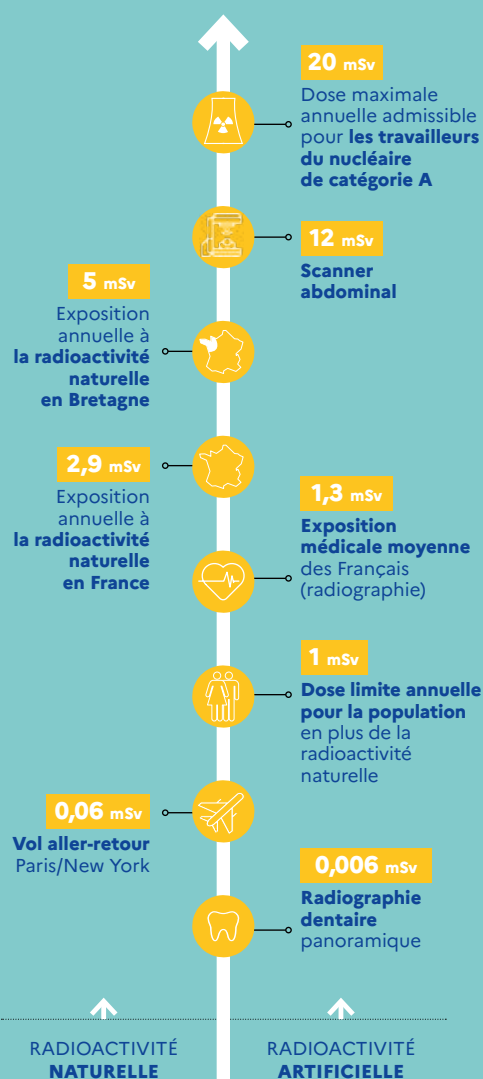 20 mSv
Dose maximale
annuelle admissible
pour les travailleurs
du nucléaire
de catégorie A
12 mSv
Scanner
abdominal
5 mSv
Exposition
annuelle à
la radioactivité
naturelle
en Bretagne
2,9 mSv
Exposition
annuelle à
la radioactivité
naturelle
en France
1,3 mSv
Exposition
médicale moyenne
des Français
(radiographie)
1 mSv
Dose limite annuelle
pour la population
en plus de la
radioactivité
naturelle
0,06 mSv
Vol aller-retour
Paris/New York
0,006 mSv
Radiographie
dentaire
panoramique
RADIOACTIVITÉ
NATURELLE
RADIOACTIVITÉ
ARTIFICIELLE